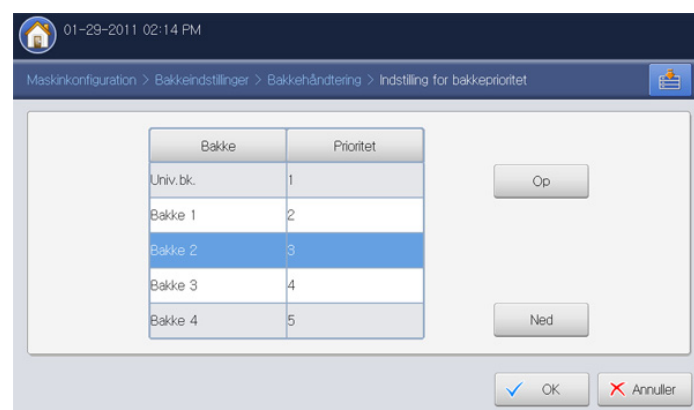 01-29-2011 02:14 PM
Maskinkonfiguration > Bakkeindstillinger > Bakkehåndtering > Indstilling for bakkeprioritet
Bakke Prioritet
Univ.bk. 1
Op
Bakke 1 2
Bakke 2 3
Bakke 3 4
Bakke 4 5
Ned
OK Annuller